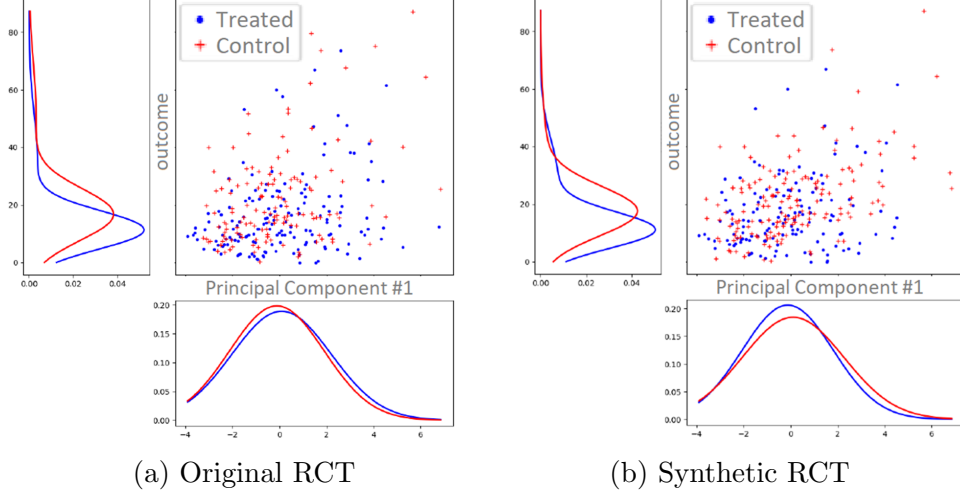 Treated
Control
80
60
40
20
0
0.00 0.02 0.04
outcome
Principal Component #1
0.20
0.15
0.10
0.05
0.00
-4 -2 0 2 4 6
(a) Original RCT
Treated
Control
80
60
40
20
0
0.00 0.02 0.04
outcome
Principal Component #1
0.20
0.15
0.10
0.05
0.00
-4 -2 0 2 4 6
(b) Synthetic RCT